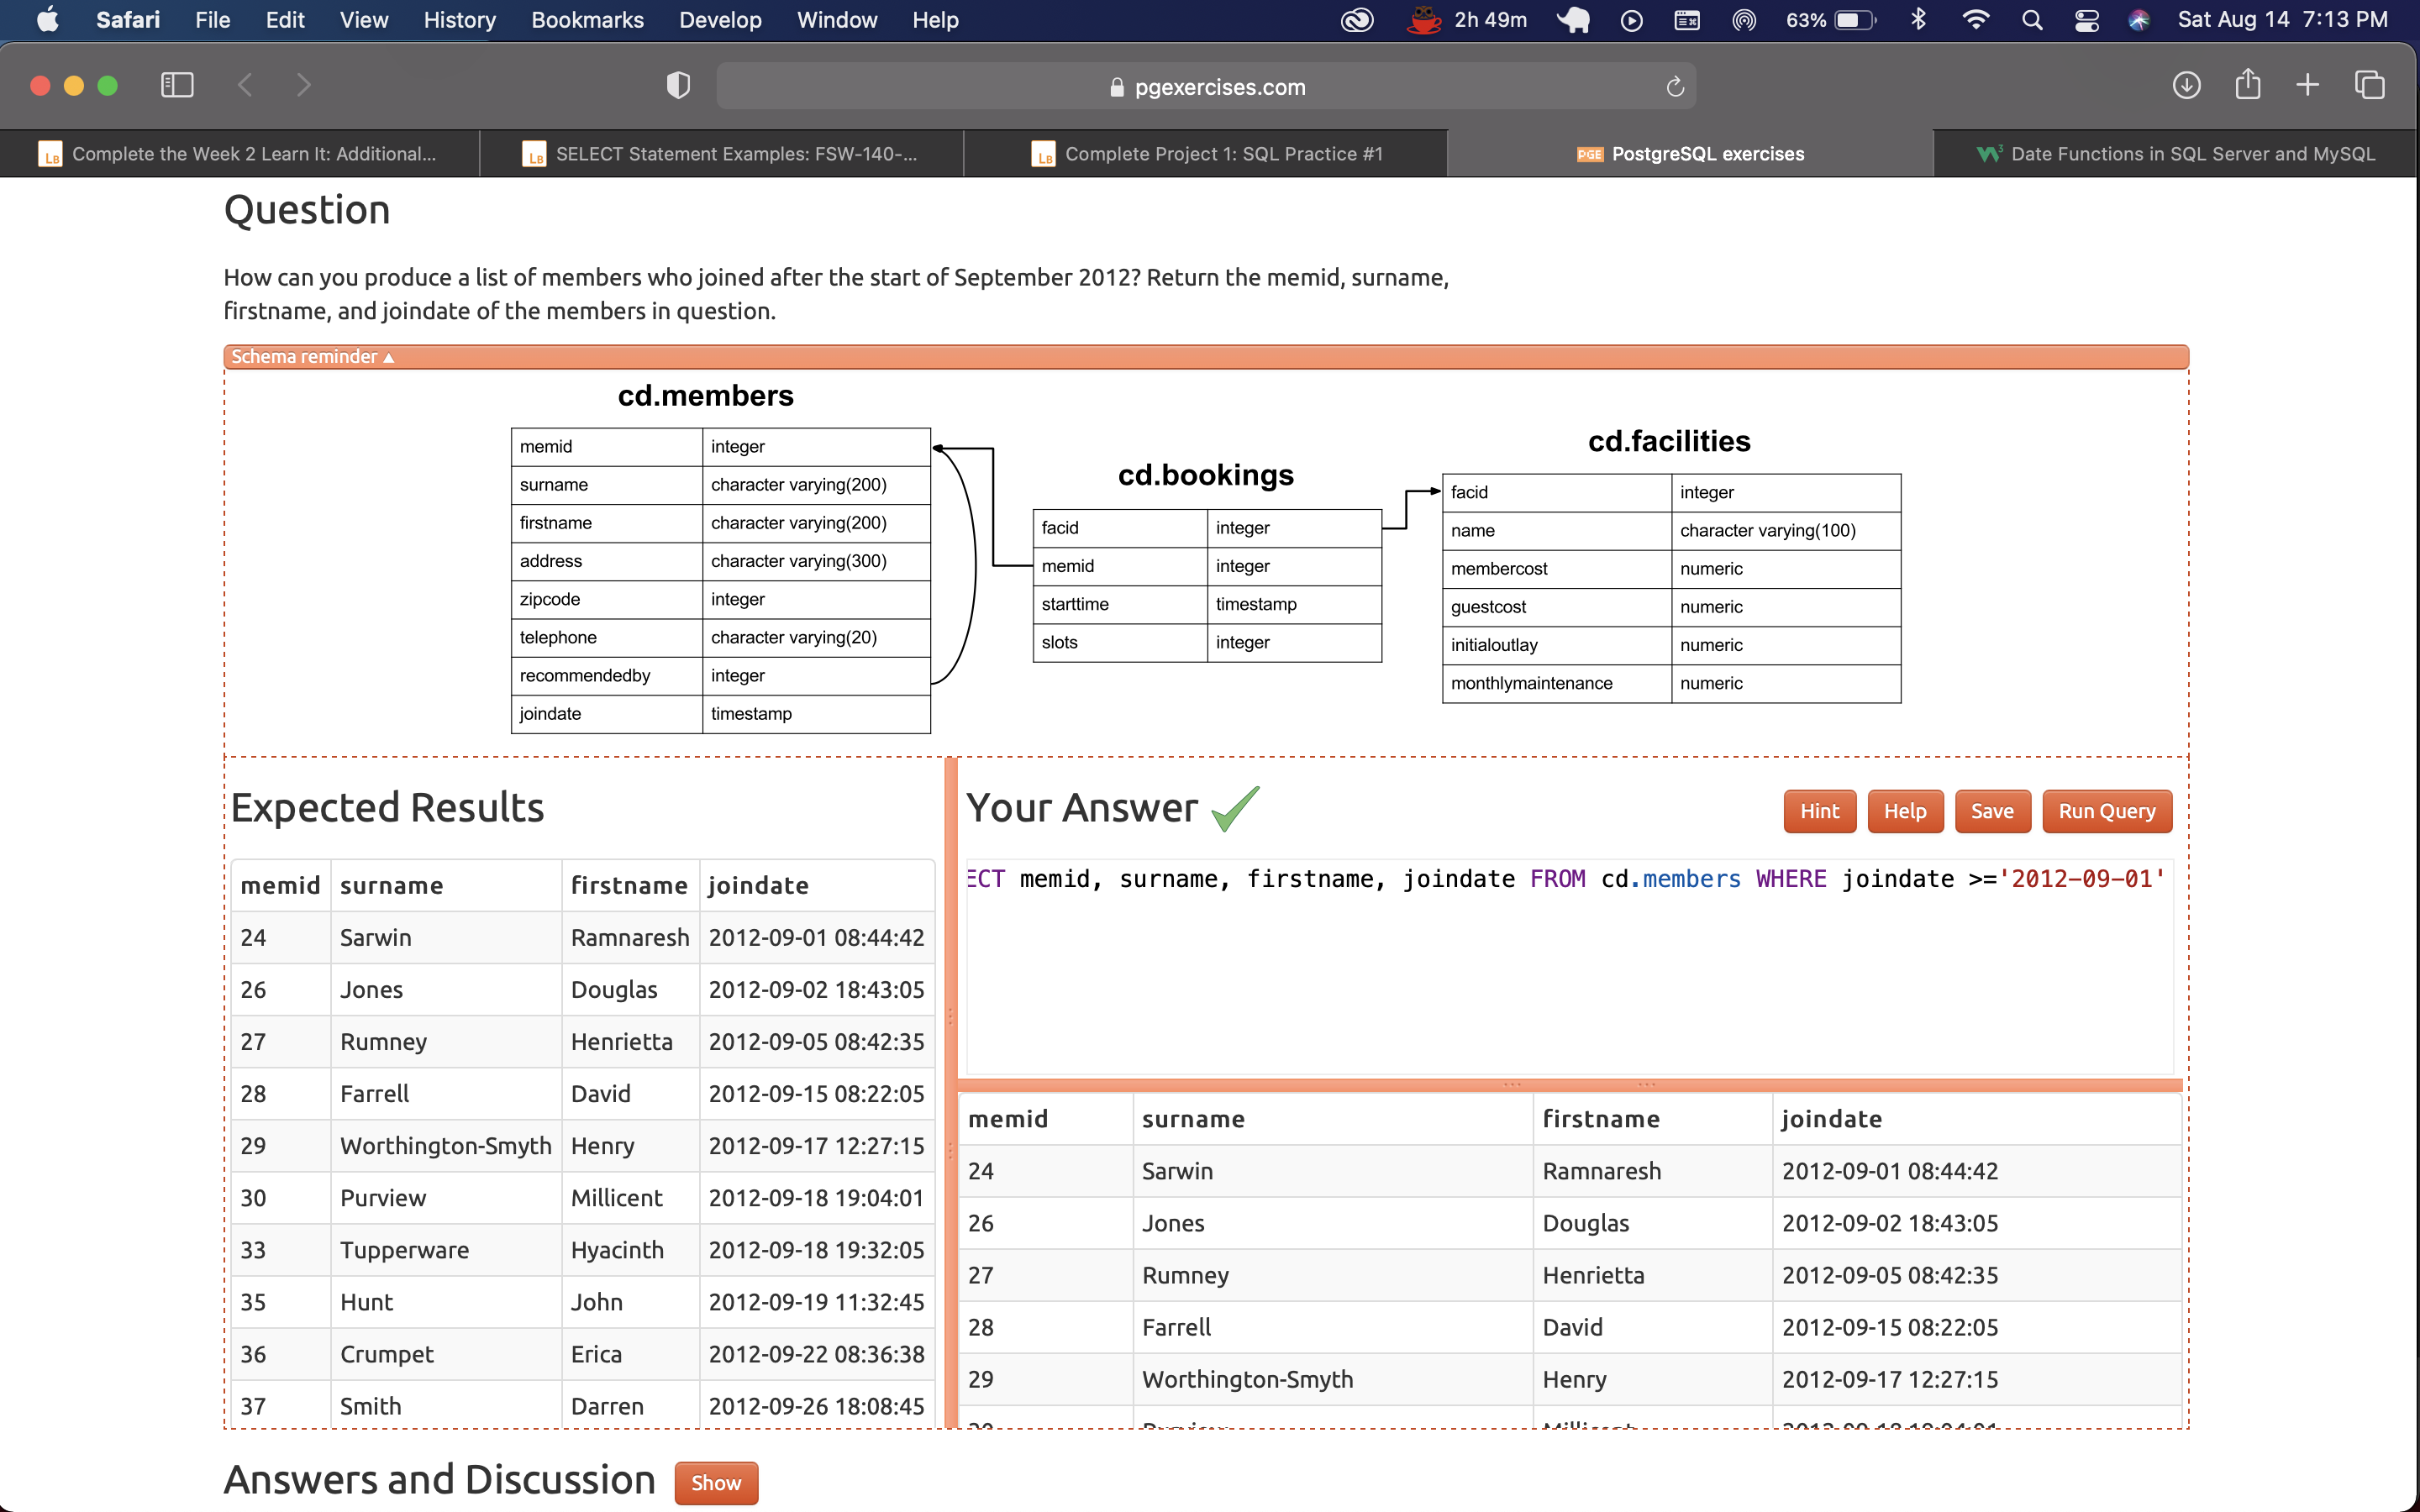 Safari File Edit View History Bookmarks Develop Window Help 2h 49m 63% Sat Aug 14 7:13 PM
pgexercises.com
LB Complete the Week 2 Learn It: Additional... LB SELECT Statement Examples: FSW-140-... LB Complete Project 1: SQL Practice #1 PGE PostgreSQL exercises W3 Date Functions in SQL Server and MySQL
Question
How can you produce a list of members who joined after the start of September 2012? Return the memid, surname,
firstname, and joindate of the members in question.
Schema reminder ▲
cd.members
memid integer
surname character varying(200)
firstname character varying(200)
address character varying(300)
zipcode integer
telephone character varying(20)
recommendedby integer
joindate timestamp
cd.bookings
facid integer
memid integer
starttime timestamp
slots integer
cd.facilities
facid integer
name character varying(100)
membercost numeric
guestcost numeric
initialoutlay numeric
monthlymaintenance numeric
Expected Results
memid surname firstname joindate
24 Sarwin Ramnaresh 2012-09-01 08:44:42
26 Jones Douglas 2012-09-02 18:43:05
27 Rumney Henrietta 2012-09-05 08:42:35
28 Farrell David 2012-09-15 08:22:05
29 Worthington-Smyth Henry 2012-09-17 12:27:15
30 Purview Millicent 2012-09-18 19:04:01
33 Tupperware Hyacinth 2012-09-18 19:32:05
35 Hunt John 2012-09-19 11:32:45
36 Crumpet Erica 2012-09-22 08:36:38
37 Smith Darren 2012-09-26 18:08:45
Your Answer Hint Help Save Run Query
ECT memid, surname, firstname, joindate FROM cd.members WHERE joindate >='2012-09-01'
memid surname firstname joindate
24 Sarwin Ramnaresh 2012-09-01 08:44:42
26 Jones Douglas 2012-09-02 18:43:05
27 Rumney Henrietta 2012-09-05 08:42:35
28 Farrell David 2012-09-15 08:22:05
29 Worthington-Smyth Henry 2012-09-17 12:27:15
Answers and Discussion Show